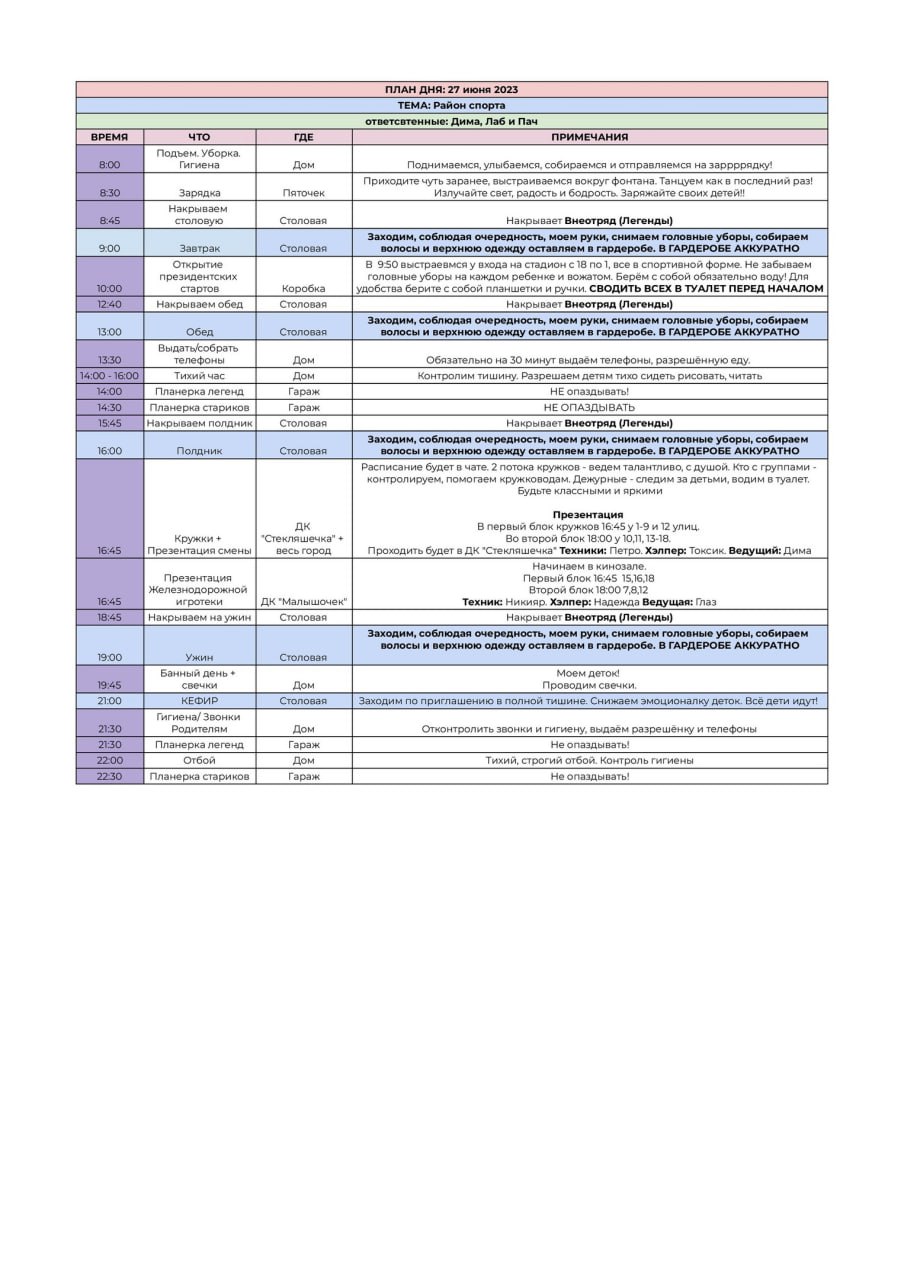 ПЛАН ДНЯ: 27 июня 2023
ТЕМА: Район спорта
ответсвтенные: Дима, Лаб и Пач
ВРЕМЯ ЧТО ГДЕ ПРИМЕЧАНИЯ
Подъем. Уборка.
8:00 Гигиена Дом Поднимаемся, улыбаемся, собираемся и отправляемся на заррррядку!
Приходите чуть заранее, выстраиваемся вокруг фонтана. Танцуем как в последний раз!
8:30 Зарядка Пяточек Излучайте свет, радость и бодрость. Заряжайте своих детей!!
Накрываем
8:45 столовую Столовая Накрывает Внеотряд (Легенды)
Заходим, соблюдая очередность, моем руки, снимаем головные уборы, собираем
9:00 Завтрак Столовая волосы и верхнюю одежду оставляем в гардеробе. В ГАРДЕРОБЕ АККУРАТНО
Открытие В 9:50 выстраевмся у входа на стадион с 18 по 1, все в спортивной форме. Не забываем
президентских головные уборы на каждом ребенке и вожатом. Берём с собой обязательно воду! Для
10:00 стартов Коробка удобства берите с собой планшетки и ручки. СВОДИТЬ ВСЕХ В ТУАЛЕТ ПЕРЕД НАЧАЛОМ
12:40 Накрываем обед Столовая Накрывает Внеотряд (Легенды)
Заходим, соблюдая очередность, моем руки, снимаем головные уборы, собираем
13:00 Обед Столовая волосы и верхнюю одежду оставляем в гардеробе. В ГАРДЕРОБЕ АККУРАТНО
Выдать/собрать
13:30 телефоны Дом Обязательно на 30 минут выдаём телефоны, разрешённую еду.
14:00 - 16:00 Тихий час Дом Контролим тишину. Разрешаем детям тихо сидеть рисовать, читать
14:00 Планерка легенд Гараж НЕ опаздывать!
14:30 Планерка стариков Гараж НЕ ОПАЗДЫВАТЬ
15:45 Накрываем полдник Столовая Накрывает Внеотряд (Легенды)
Заходим, соблюдая очередность, моем руки, снимаем головные уборы, собираем
16:00 Полдник Столовая волосы и верхнюю одежду оставляем в гардеробе. В ГАРДЕРОБЕ АККУРАТНО
Расписание будет в чате. 2 потока кружков - ведем талантливо, с душой. Кто с группами -
контролируем, помогаем кружководам. Дежурные - следим за детьми, водим в туалет.
Будьте классными и яркими
Презентация
ДК В первый блок кружков 16:45 у 1-9 и 12 улиц.
Кружки + "Стекляшечка" + Во второй блок 18:00 у 10,11, 13-18.
16:45 Презентация смены весь город Проходить будет в ДК "Стекляшечка" Техники: Петро. Хэлпер: Токсик. Ведущий: Дима
Начинаем в кинозале.
Презентация Первый блок 16:45 15,16,18
Железнодорожной Второй блок 18:00 7,8,12
16:45 игротеки ДК "Малышочек" Техник: Никияр. Хэлпер: Надежда Ведущая: Глаз
18:45 Накрываем на ужин Столовая Накрывает Внеотряд (Легенды)
Заходим, соблюдая очередность, моем руки, снимаем головные уборы, собираем
волосы и верхнюю одежду оставляем в гардеробе. В ГАРДЕРОБЕ АККУРАТНО
19:00 Ужин Столовая
Банный день + Моем деток!
19:45 свечки Дом Проводим свечки.
21:00 КЕФИР Столовая Заходим по приглашению в полной тишине. Снижаем эмоционалку деток. Всё дети идут!
Гигиена/ Звонки
21:30 Родителям Дом Отконтролить звонки и гигиену, выдаём разрешёнку и телефоны
21:30 Планерка легенд Гараж Не опаздывать!
22:00 Отбой Дом Тихий, строгий отбой. Контроль гигиены
22:30 Планерка стариков Гараж Не опаздывать!